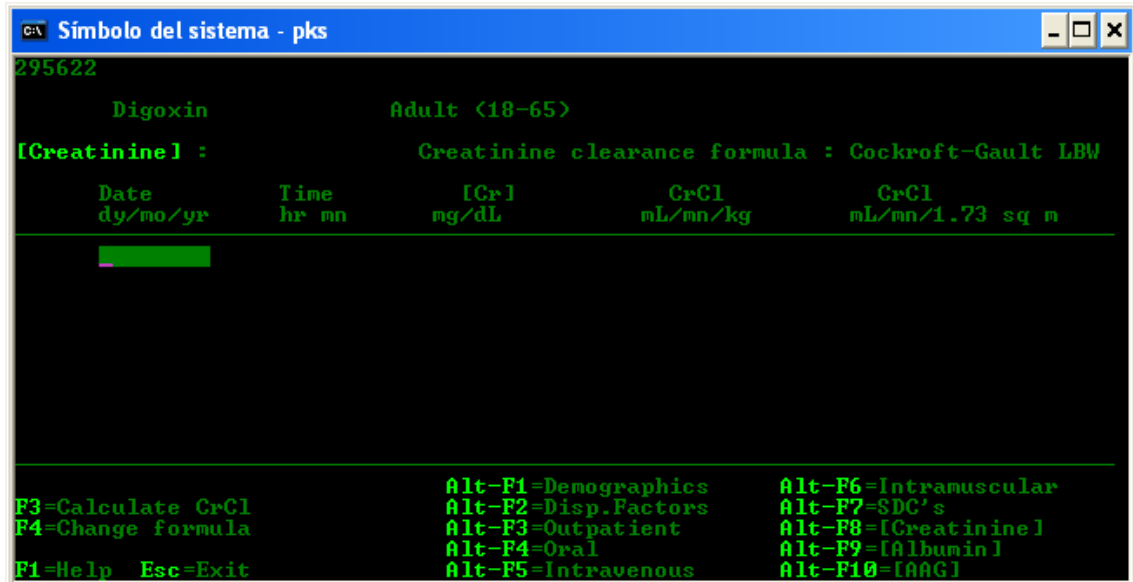 Símbolo del sistema - pks
295622
Digoxin Adult (18-65)
[Creatinine] : Creatinine clearance formula : Cockroft-Gault LBW
Date Time [Cr] CrCl CrCl
dy/mo/yr hr mn mg/dL mL/mn/kg mL/mn/1.73 sq m
Alt-F1=Demographics Alt-F6=Intramuscular
F3=Calculate CrCl Alt-F2=Disp.Factors Alt-F7=SDC's
F4=Change formula Alt-F3=Outpatient Alt-F8=[Creatinine]
Alt-F4=Oral Alt-F9=[Albumin]
F1=Help Esc=Exit Alt-F5=Intravenous Alt-F10=[AAG]